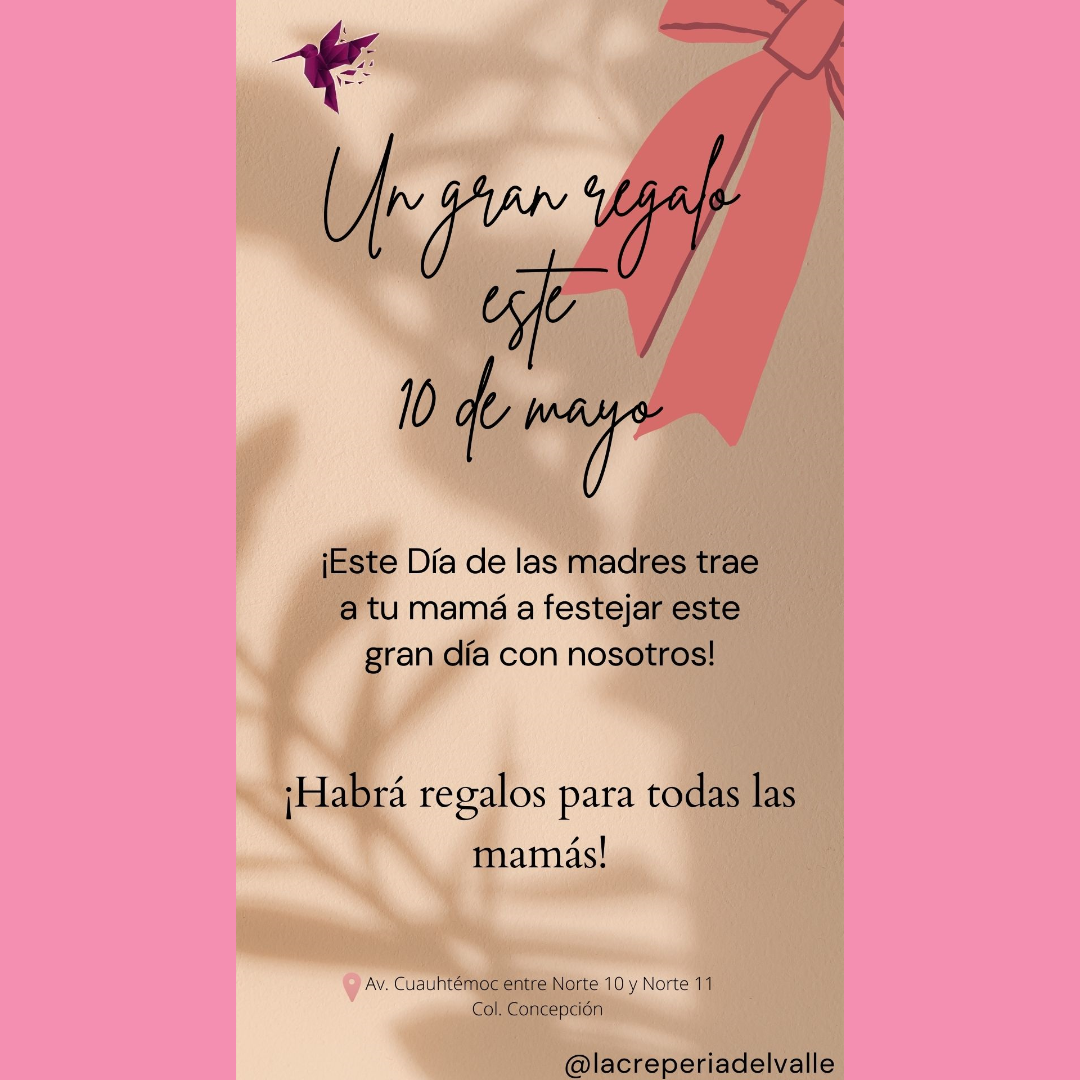 Un gran regalo
este
10 de mayo
¡Este Día de las madres trae
a tu mamá a festejar este
gran día con nosotros!
¡Habrá regalos para todas las
mamás!
Av. Cuauhtémoc entre Norte 10 y Norte 11
Col. Concepción
@lacreperiadelvalle